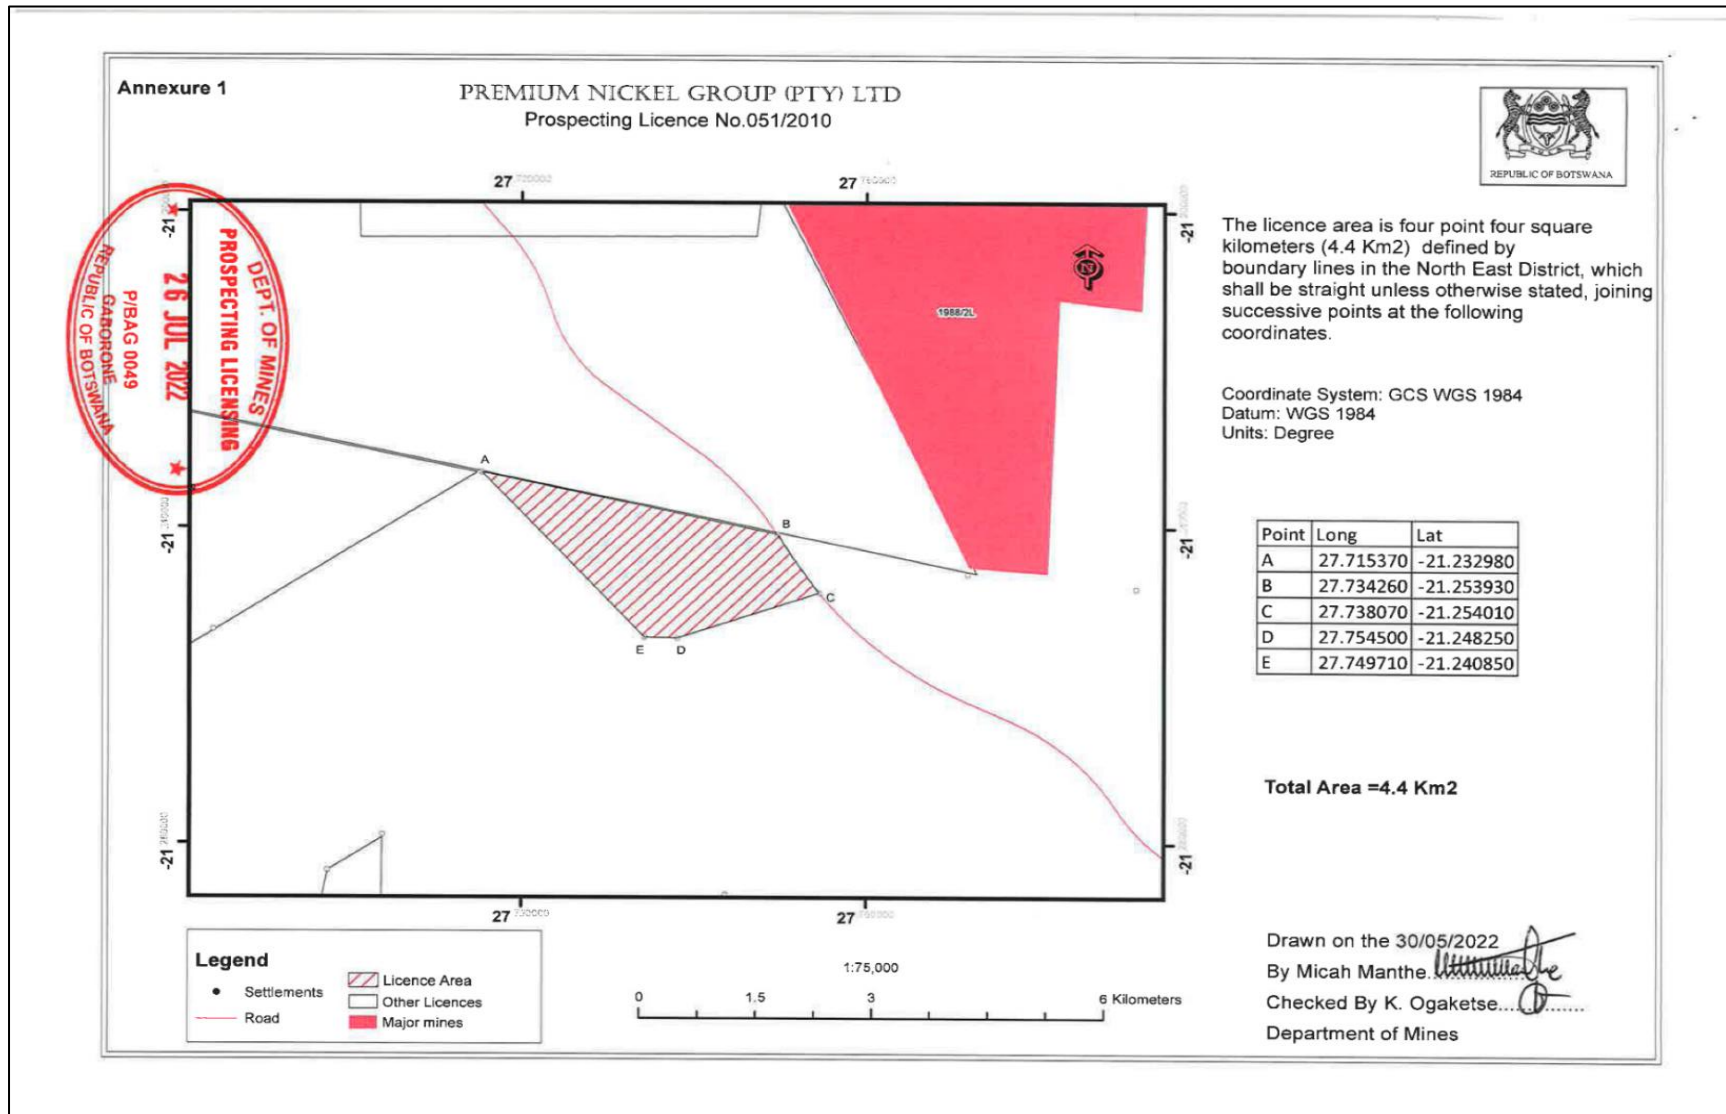 Annexure 1
PREMIUM NICKEL GROUP (PTY) LTD
Prospecting Licence No.051/2010
REPUBLIC OF BOTSWANA
DEPT. OF MINES
PROSPECTING LICENSING
26 JUL 2022
P/BAG 0049
GABORONE
REPUBLIC OF BOTSWANA
27
27
-21
-21
-21
-21
-21
-21
27
27
N
1988/2L
A
B
C
D
E
The licence area is four point four square
kilometers (4.4 Km2) defined by
boundary lines in the North East District, which
shall be straight unless otherwise stated, joining
successive points at the following
coordinates.
Coordinate System: GCS WGS 1984
Datum: WGS 1984
Units: Degree
Point Long Lat
A 27.715370 -21.232980
B 27.734260 -21.253930
C 27.738070 -21.254010
D 27.754500 -21.248250
E 27.749710 -21.240850
Total Area =4.4 Km2
Legend
Settlements
Road
Licence Area
Other Licences
Major mines
1:75,000
0 1.5 3 6 Kilometers
Drawn on the 30/05/2022
By Micah Manthe
Checked By K. Ogaketse
Department of Mines